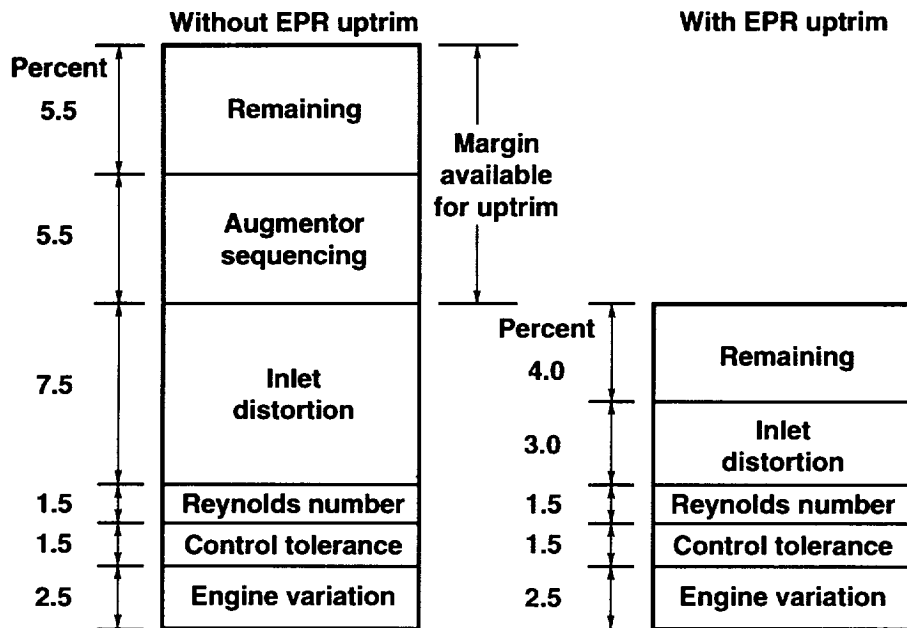 Without EPR uptrim
With EPR uptrim
Percent
5.5
Remaining
Margin
available
for uptrim
5.5
Augmentor
sequencing
7.5
Inlet
distortion
1.5
Reynolds number
1.5
Control tolerance
2.5
Engine variation
Percent
4.0
Remaining
3.0
Inlet
distortion
1.5
Reynolds number
1.5
Control tolerance
2.5
Engine variation